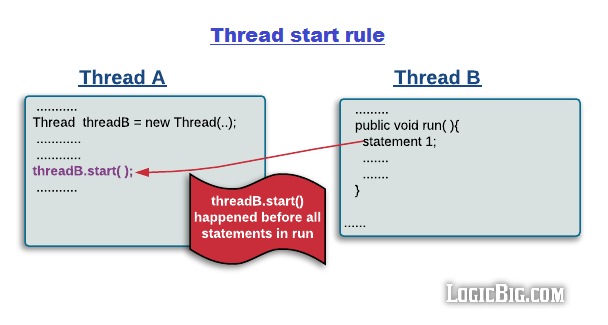 Thread start rule
Thread A
...........
Thread  threadB = new Thread(..);
............
............
threadB.start( );
...........
Thread B
.........
public void run( ){
statement 1;
.......
.......
}
......
threadB.start()
happened before all
statements in run
LogicBig.com